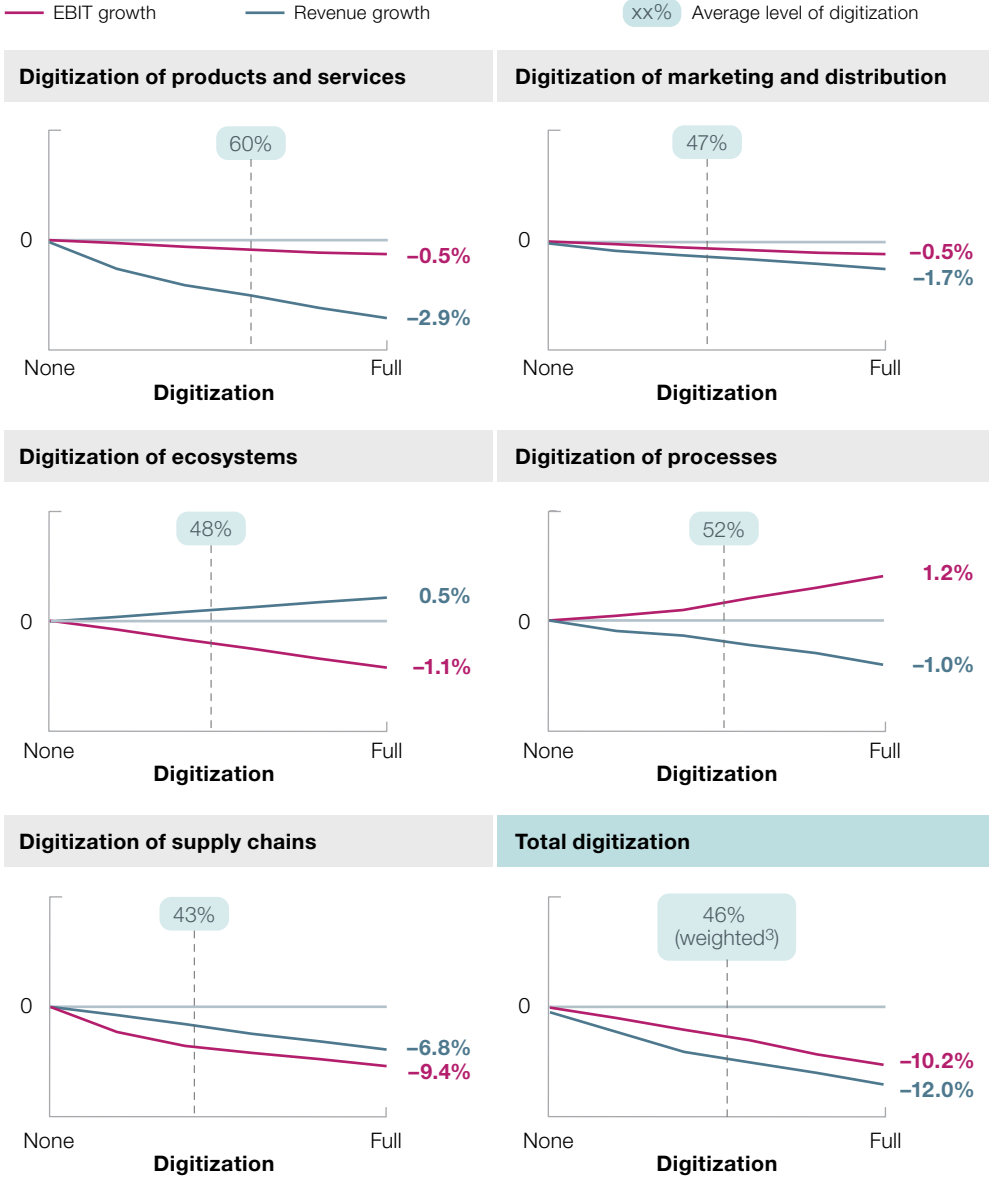 EBIT growth
Revenue growth
xx% Average level of digitization
Digitization of products and services
60%
0
–0.5%
–2.9%
None
Full
Digitization
Digitization of marketing and distribution
47%
0
–0.5%
–1.7%
None
Full
Digitization
Digitization of ecosystems
48%
0.5%
0
–1.1%
None
Full
Digitization
Digitization of processes
52%
1.2%
0
–1.0%
None
Full
Digitization
Digitization of supply chains
43%
0
–6.8%
–9.4%
None
Full
Digitization
Total digitization
46%
(weighted³)
0
–10.2%
–12.0%
None
Full
Digitization